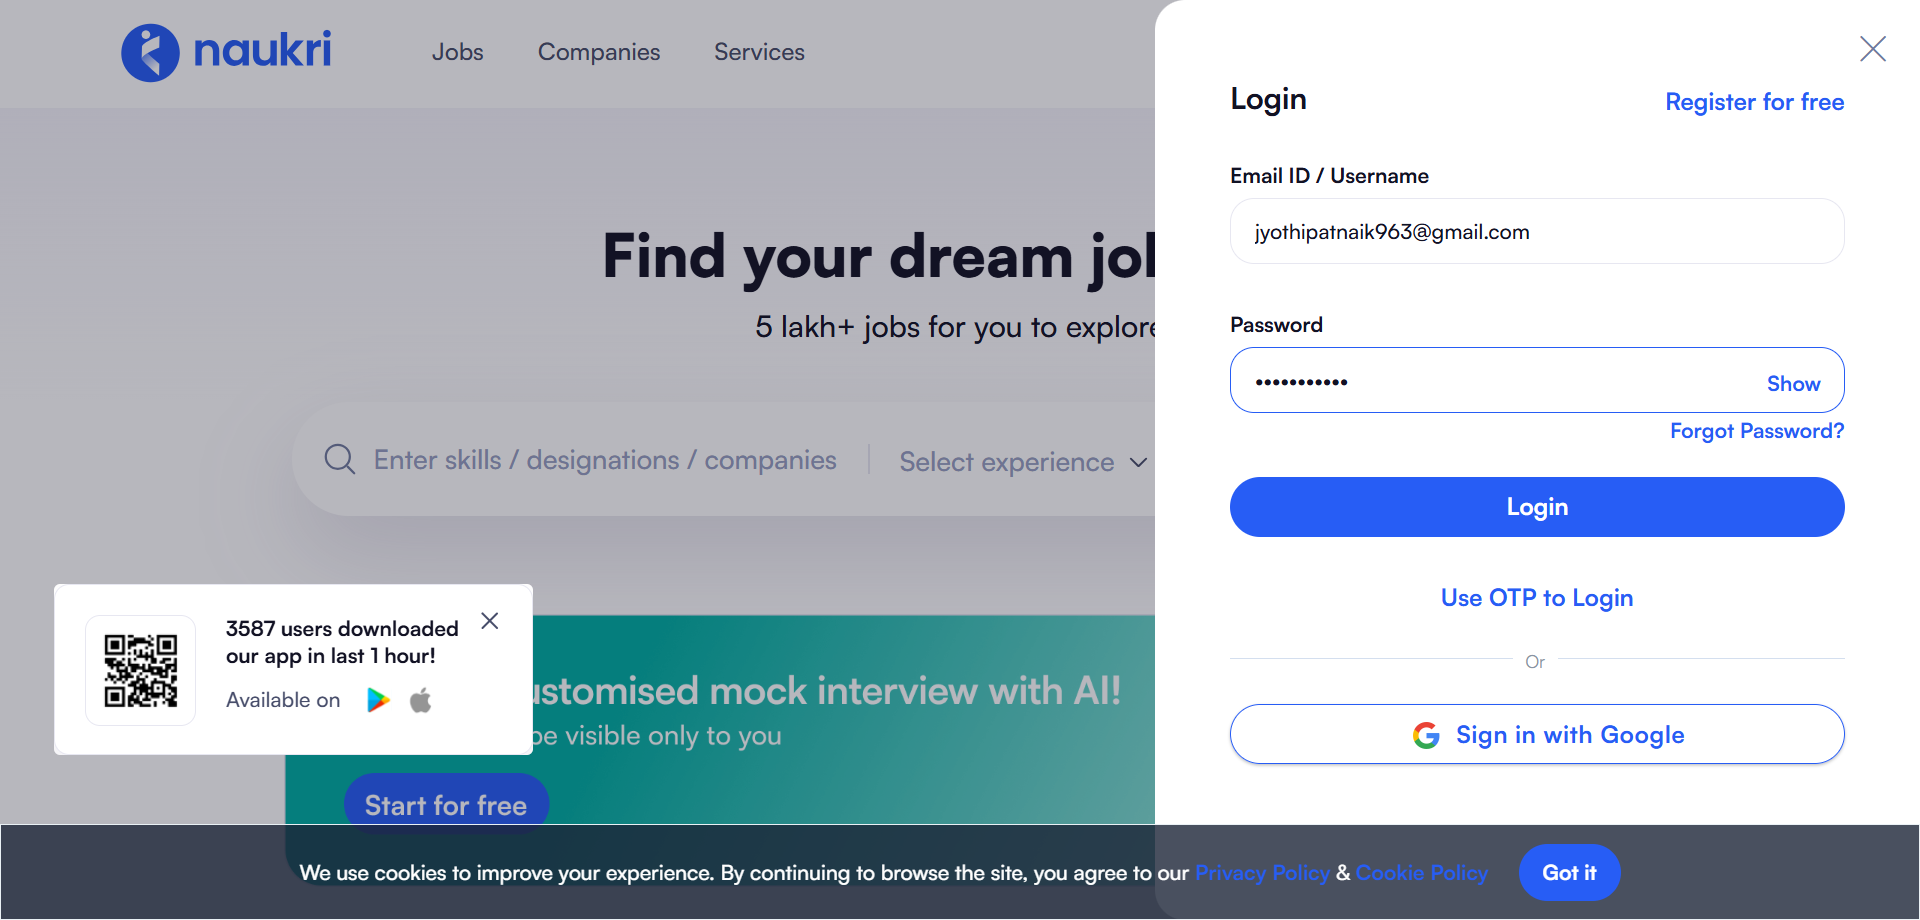 naukri
Jobs
Companies
Services
Find your dream jo
5 lakh+ jobs for you to explore
Enter skills / designations / companies
Select experience
3587 users downloaded
our app in last 1 hour!
Available on
ustomised mock interview with AI!
be visible only to you
Start for free
Login
Register for free
Email ID / Username
jyothipatnaik963@gmail.com
Password
•••••••••••
Show
Forgot Password?
Login
Use OTP to Login
Or
Sign in with Google
We use cookies to improve your experience. By continuing to browse the site, you agree to our Privacy Policy & Cookie Policy
Got it